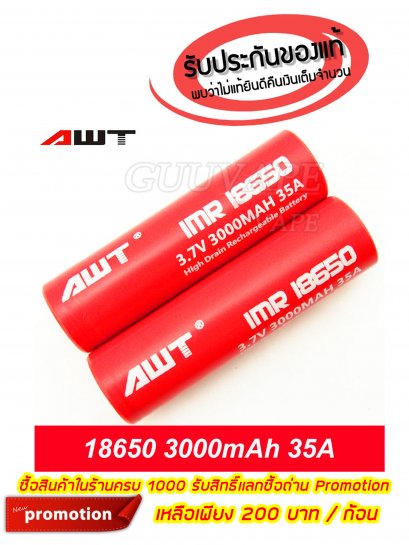 รับประกันของแท้
พบว่าไม่แท้ยินดีคืนเงินเต็มจำนวน
AWT
GUUVAPE
AWT ®
IMR 18650
3.7V 3000MAH 35A
High Drain Rechargeable Battery
VAPE
AWT ®
IMR 18650
3.7V 3000MAH 35A
18650 3000mAh 35A
ซื้อสินค้าในร้านครบ 1000 รับสิทธิ์แลกซื้อถ่าน Promotion
New
promotion
เหลือเพียง 200 บาท / ก้อน